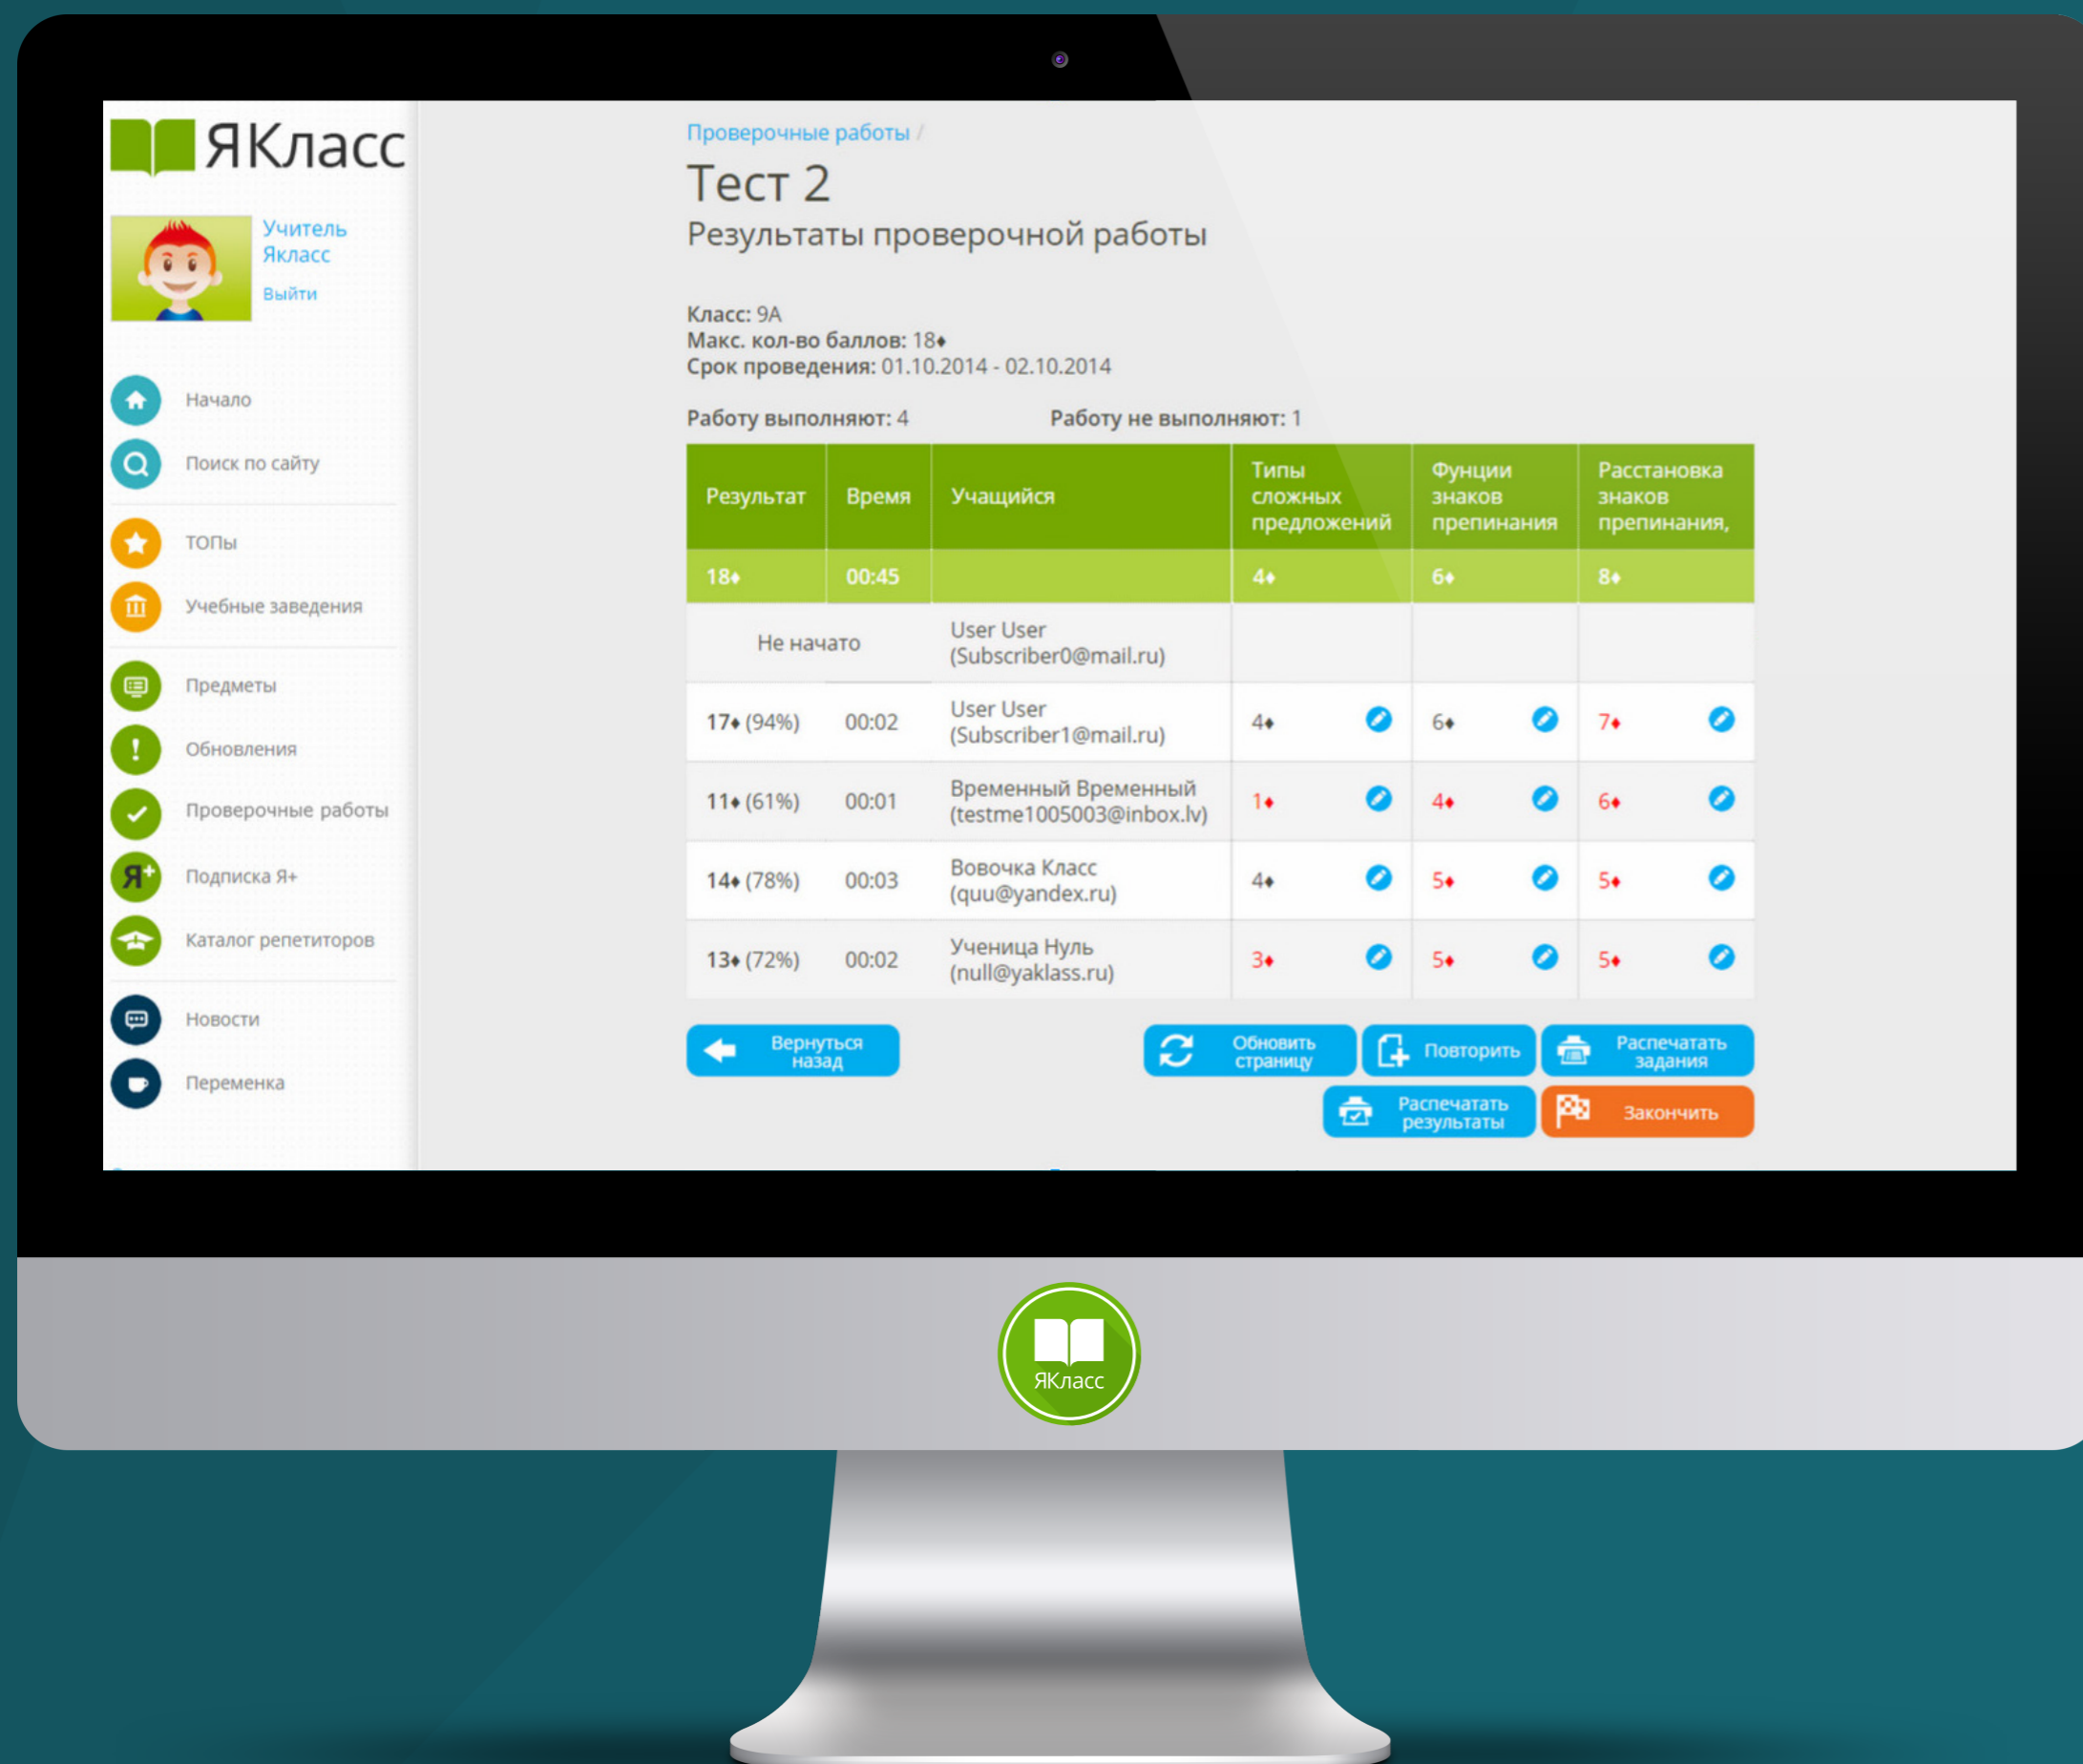 ЯКласс
Учитель
Якласс
Выйти
Начало
Поиск по сайту
ТОПы
Учебные заведения
Предметы
Обновления
Проверочные работы
Я+
Подписка Я+
Каталог репетиторов
Новости
Переменка
Проверочные работы /
Тест 2
Результаты проверочной работы
Класс: 9А
Макс. кол-во баллов: 18♦
Срок проведения: 01.10.2014 - 02.10.2014
Работу выполняют: 4 Работу не выполняют: 1
Результат Время Учащийся
Типы
сложных
предложений
Фунции
знаков
препинания
Расстановка
знаков
препинания,
18♦ 00:45 4♦ 6♦ 8♦
Не начато
User User
(Subscriber0@mail.ru)
17♦ (94%) 00:02
User User
(Subscriber1@mail.ru)
4♦ 6♦ 7♦
11♦ (61%) 00:01
Временный Временный
(testme1005003@inbox.lv)
1♦ 4♦ 6♦
14♦ (78%) 00:03
Вовочка Класс
(quu@yandex.ru)
4♦ 5♦ 5♦
13♦ (72%) 00:02
Ученица Нуль
(null@yaklass.ru)
3♦ 5♦ 5♦
Вернуться
назад
Обновить
страницу
Повторить
Распечатать
задания
Распечатать
результаты
Закончить
ЯКласс